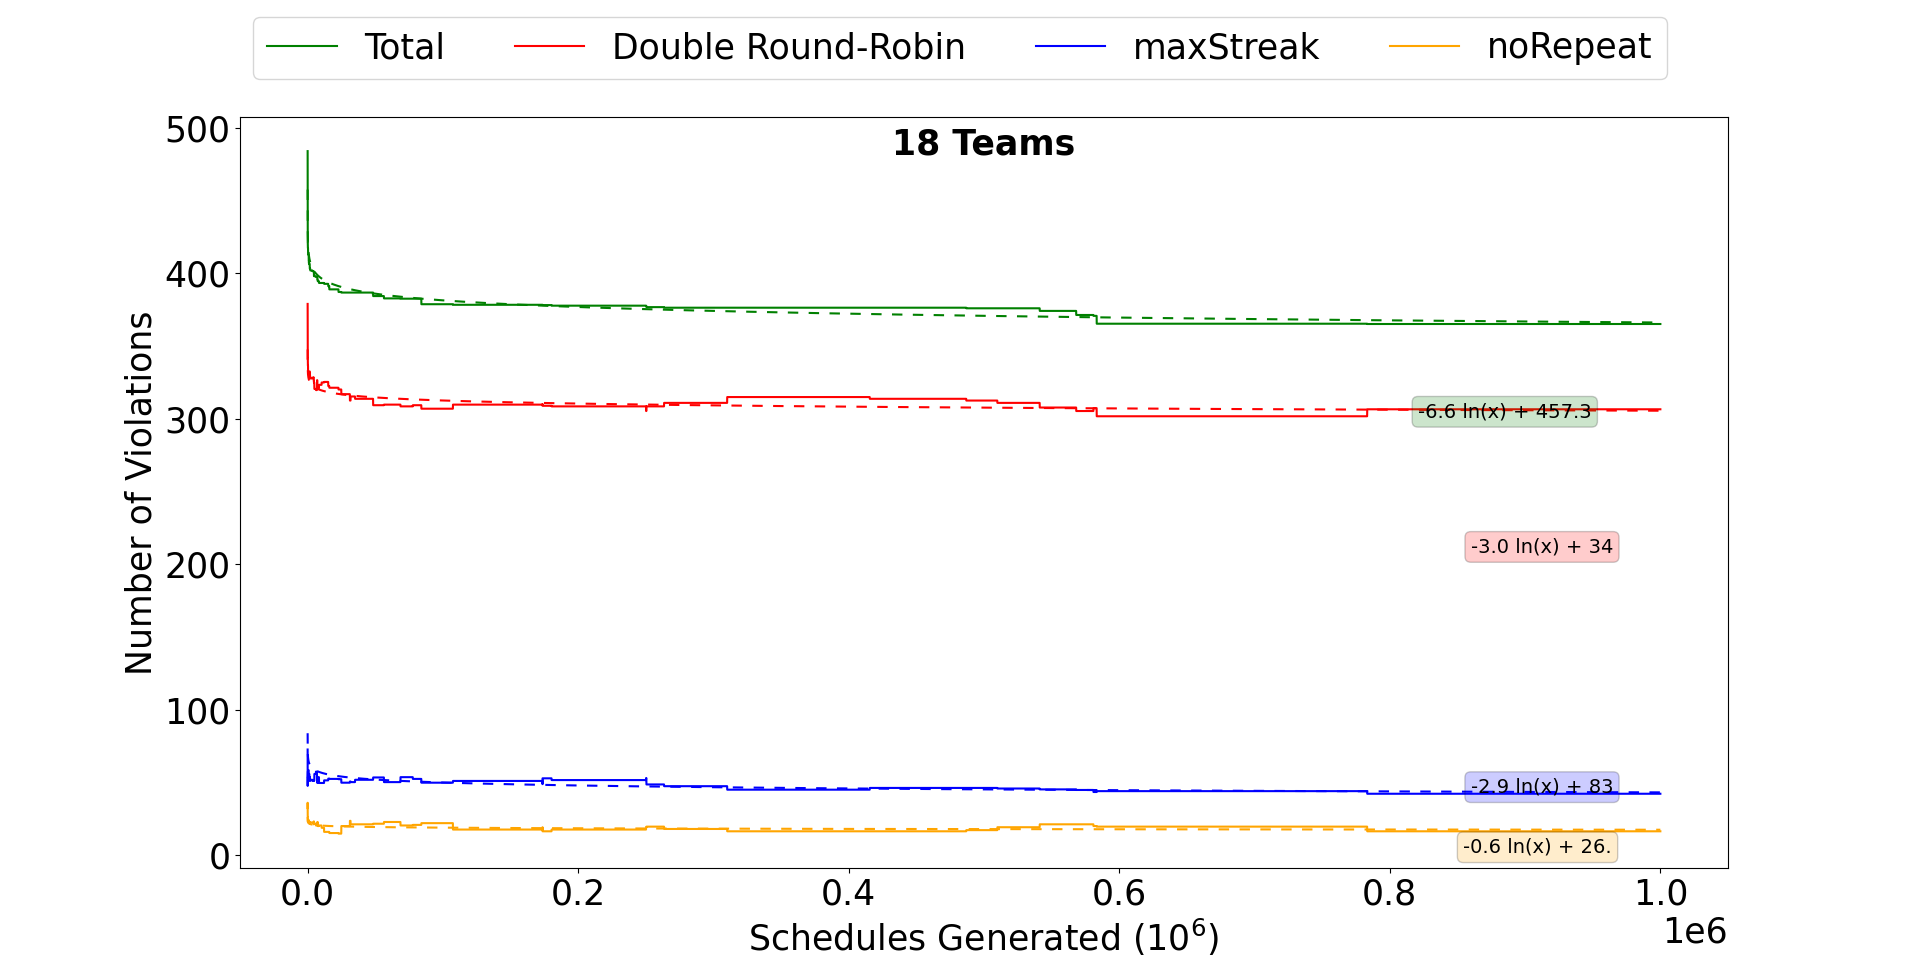 Total Double Round-Robin maxStreak noRepeat
18 Teams
500
400
300
200
100
0
Number of Violations
-6.6 ln(x) + 457.3
-3.0 ln(x) + 34
-2.9 ln(x) + 83
-0.6 ln(x) + 26.
0.0 0.2 0.4 0.6 0.8 1.0
1e6
Schedules Generated (10⁶)